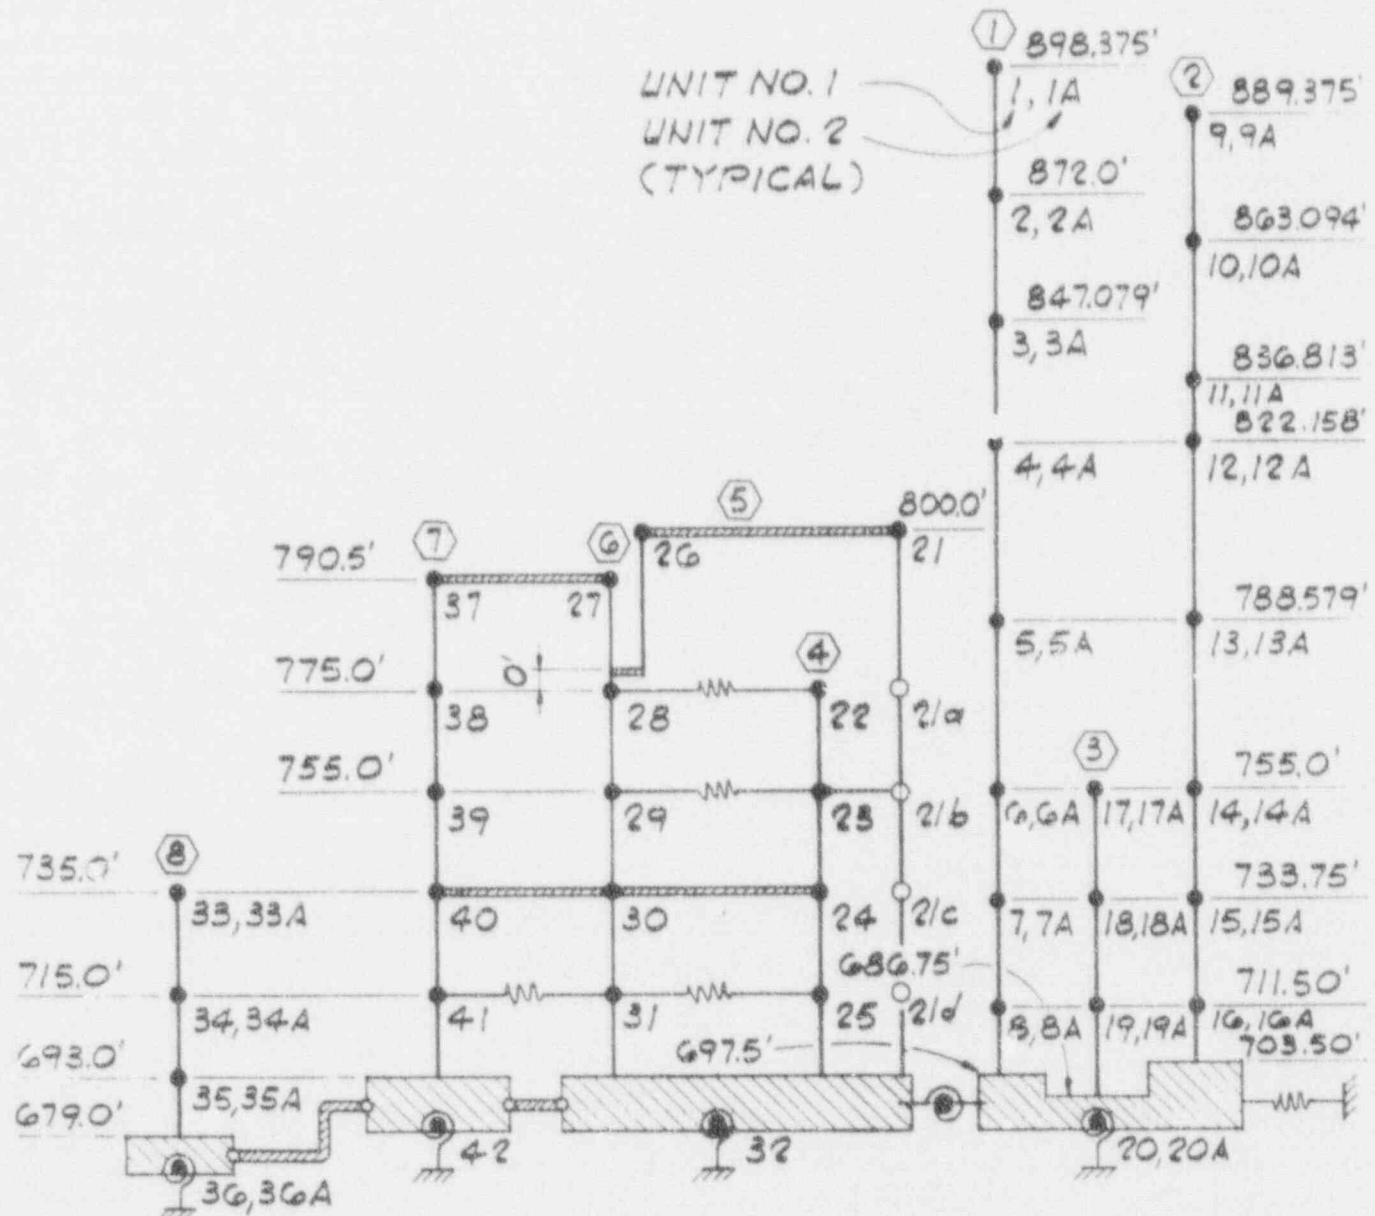 1
898.375'
UNIT NO. 1
1, 1A
2
889.375'
UNIT NO. 2
9, 9A
(TYPICAL)
872.0'
2, 2A
863.094'
10, 10A
847.079'
3, 3A
836.813'
11, 11A
822.158'
4, 4A
12, 12A
5
800.0'
7
6
26
21
790.5'
37
27
788.579'
5, 5A
13, 13A
4
775.0'
0'
38
28
22
21a
3
755.0'
755.0'
39
29
23
21b
6, 6A
17, 17A
14, 14A
8
735.0'
733.75'
33, 33A
40
30
24
21c
7, 7A
18, 18A
15, 15A
686.75'
715.0'
711.50'
34, 34A
41
31
25
21d
8, 8A
19, 19A
16, 16A
693.0'
697.5'
703.50'
35, 35A
679.0'
42
32
20, 20A
36, 36A